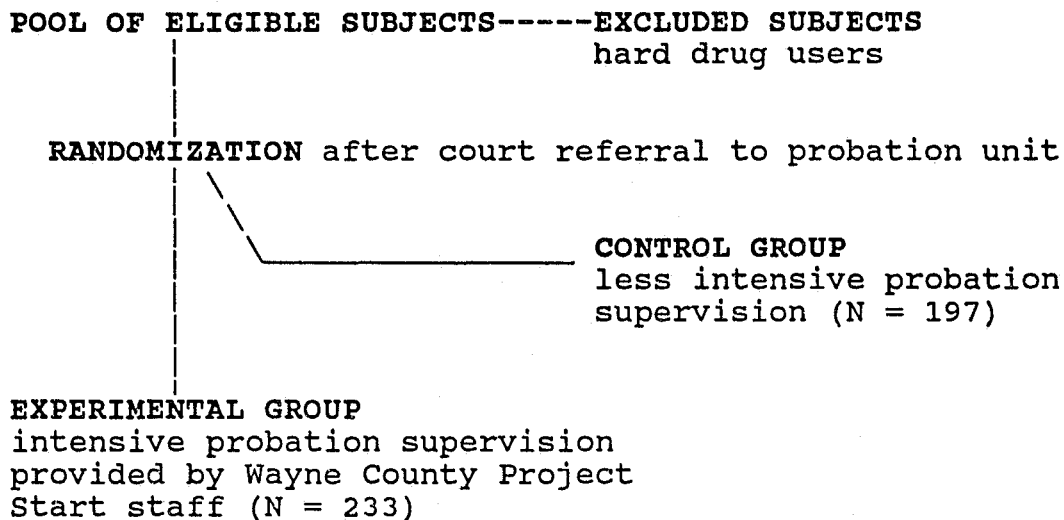 POOL OF ELIGIBLE SUBJECTS-----EXCLUDED SUBJECTS
hard drug users
RANDOMIZATION after court referral to probation unit
CONTROL GROUP
less intensive probation
supervision (N = 197)
EXPERIMENTAL GROUP
intensive probation supervision
provided by Wayne County Project
Start staff (N = 233)